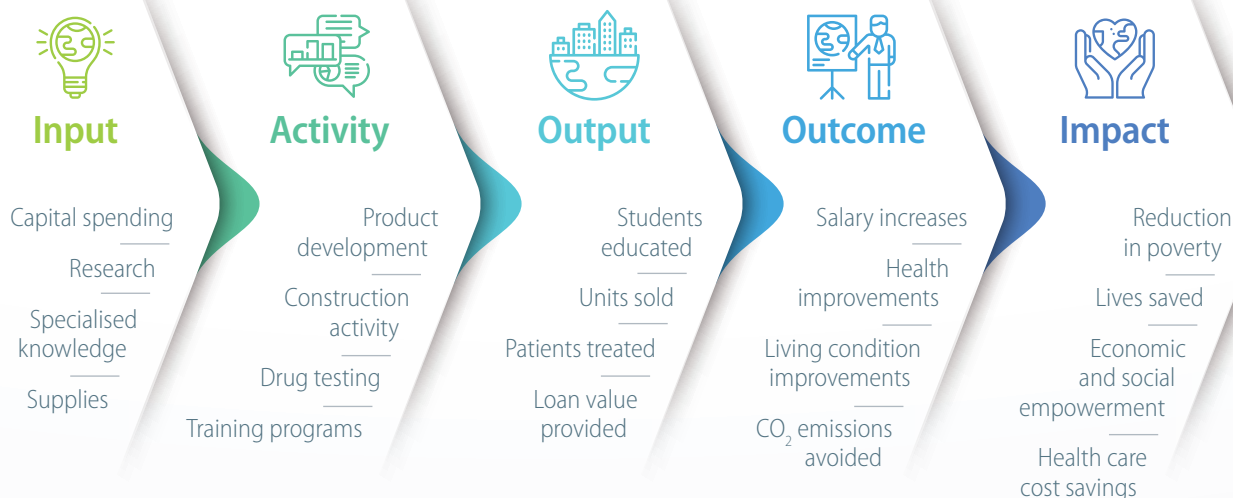 Input
Capital spending
Research
Specialised
knowledge
Supplies
Activity
Product
development
Construction
activity
Drug testing
Training programs
Output
Students
educated
Units sold
Patients treated
Loan value
provided
Outcome
Salary increases
Health
improvements
Living condition
improvements
CO₂ emissions
avoided
Impact
Reduction
in poverty
Lives saved
Economic
and social
empowerment
Health care
cost savings